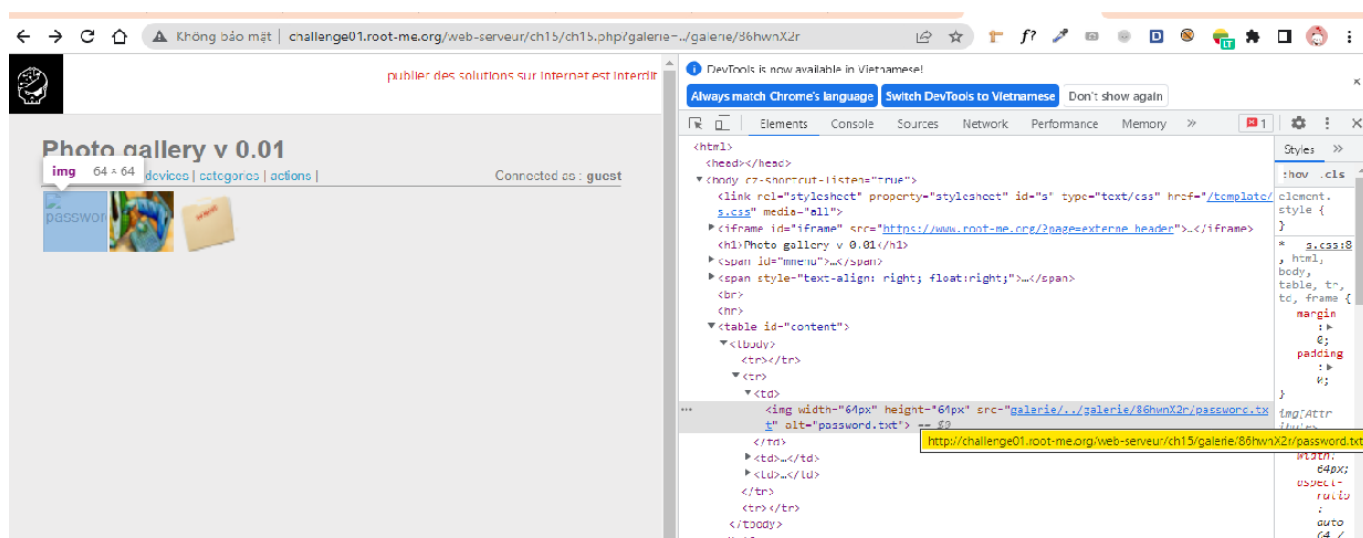 Không bảo mật | challenge01.root-me.org/web-serveur/ch15/ch15.php?galerie=../galerie/86hwnX2r
publier des solutions sur internet est interdit
Photo gallery v 0.01
img 64 × 64
devices | categories | actions |
Connected as : guest
password
DevTools is now available in Vietnamese!
Always match Chrome's language
Switch DevTools to Vietnamese
Don't show again
Elements Console Sources Network Performance Memory » 1
<html>
<head></head>
<body cz-shortcut-listen="true">
<link rel="stylesheet" property="stylesheet" id="s" type="text/css" href="/template/
s.css" media="all">
<iframe id="iframe" src="https://www.root-me.org/?page=externe_header">…</iframe>
<h1>Photo gallery v 0.01</h1>
<span id="mmenu">…</span>
<span style="text-align: right; float:right;">…</span>
<br>
<hr>
<table id="content">
<tbody>
<tr></tr>
<tr>
<td>
<img width="64px" height="64px" src="galerie/../galerie/86hwnX2r/password.tx
t" alt="password.txt"> == $0
http://challenge01.root-me.org/web-serveur/ch15/galerie/86hwnX2r/password.txt
</td>
<td>…</td>
<td>…</td>
</tr>
<tr></tr>
</tbody>
Styles »
:hov .cls
element.
style {
}
* s.css:8
, html,
body,
table, tr,
td, frame {
margin
:
0;
padding
:
0;
}
img[Attr
ibutes
width:
64px;
aspect-
ratio
:
auto
64 /